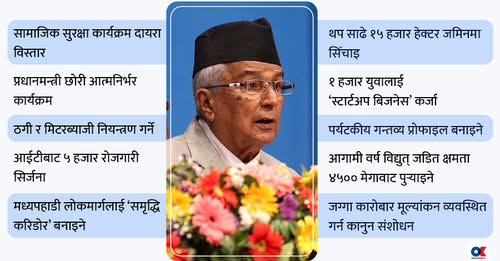 सामाजिक सुरक्षा कार्यक्रम दायरा
विस्तार
प्रधानमन्त्री छोरी आत्मनिर्भर
कार्यक्रम
ठगी र मिटरब्याजी नियन्त्रण गर्ने
आईटीबाट ५ हजार रोजगारी
सिर्जना
मध्यपहाडी लोकमार्गलाई ‘समृद्धि
करिडोर’ बनाइने
थप साढे १५ हजार हेक्टर जमिनमा
सिंचाइ
१ हजार युवालाई
‘स्टार्टअप बिजनेस’ कर्जा
पर्यटकीय गन्तव्य प्रोफाइल बनाइने
आगामी वर्ष विद्युत् जडित क्षमता
४५०० मेगावाट पुर्‍याइने
जग्गा कारोबार मूल्यांकन व्यवस्थित
गर्न कानुन संशोधन
OK